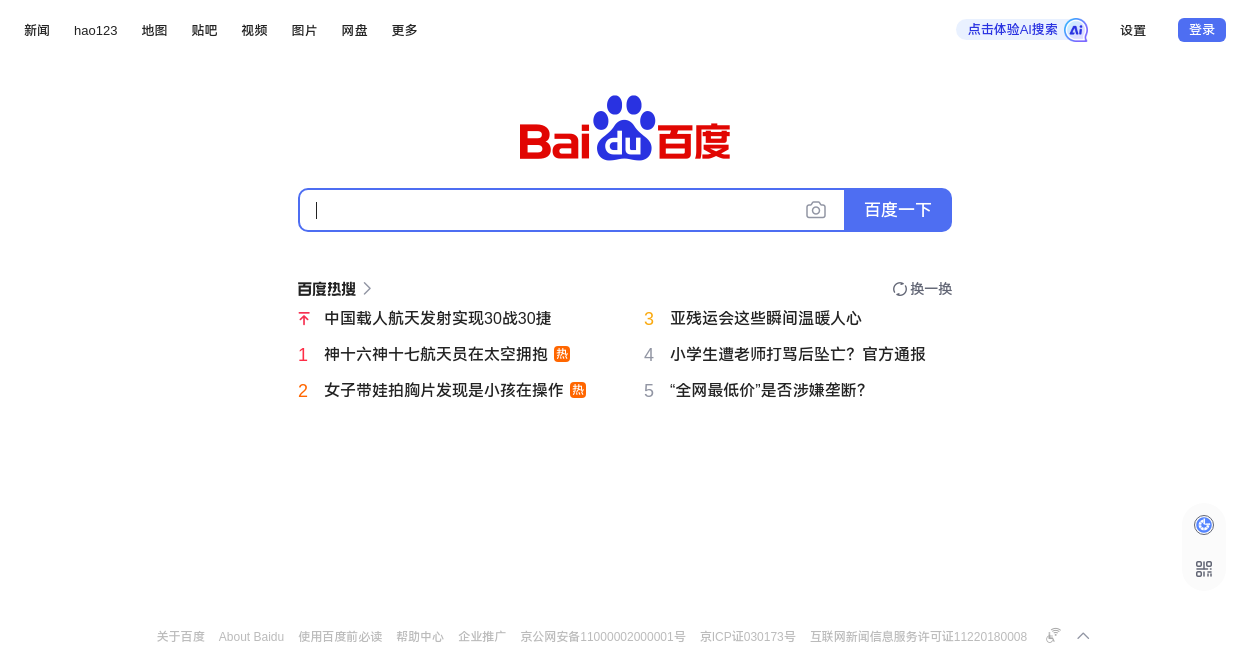 新闻 hao123 地图 贴吧 视频 图片 网盘 更多 点击体验AI搜索 Ai 设置 登录
Bai du 百度
百度一下
百度热搜 换一换
中国载人航天发射实现30战30捷
1 神十六神十七航天员在太空拥抱 热
2 女子带娃拍胸片发现是小孩在操作 热
3 亚残运会这些瞬间温暖人心
4 小学生遭老师打骂后坠亡？官方通报
5 “全网最低价”是否涉嫌垄断？
关于百度 About Baidu 使用百度前必读 帮助中心 企业推广 京公网安备11000002000001号 京ICP证030173号 互联网新闻信息服务许可证11220180008